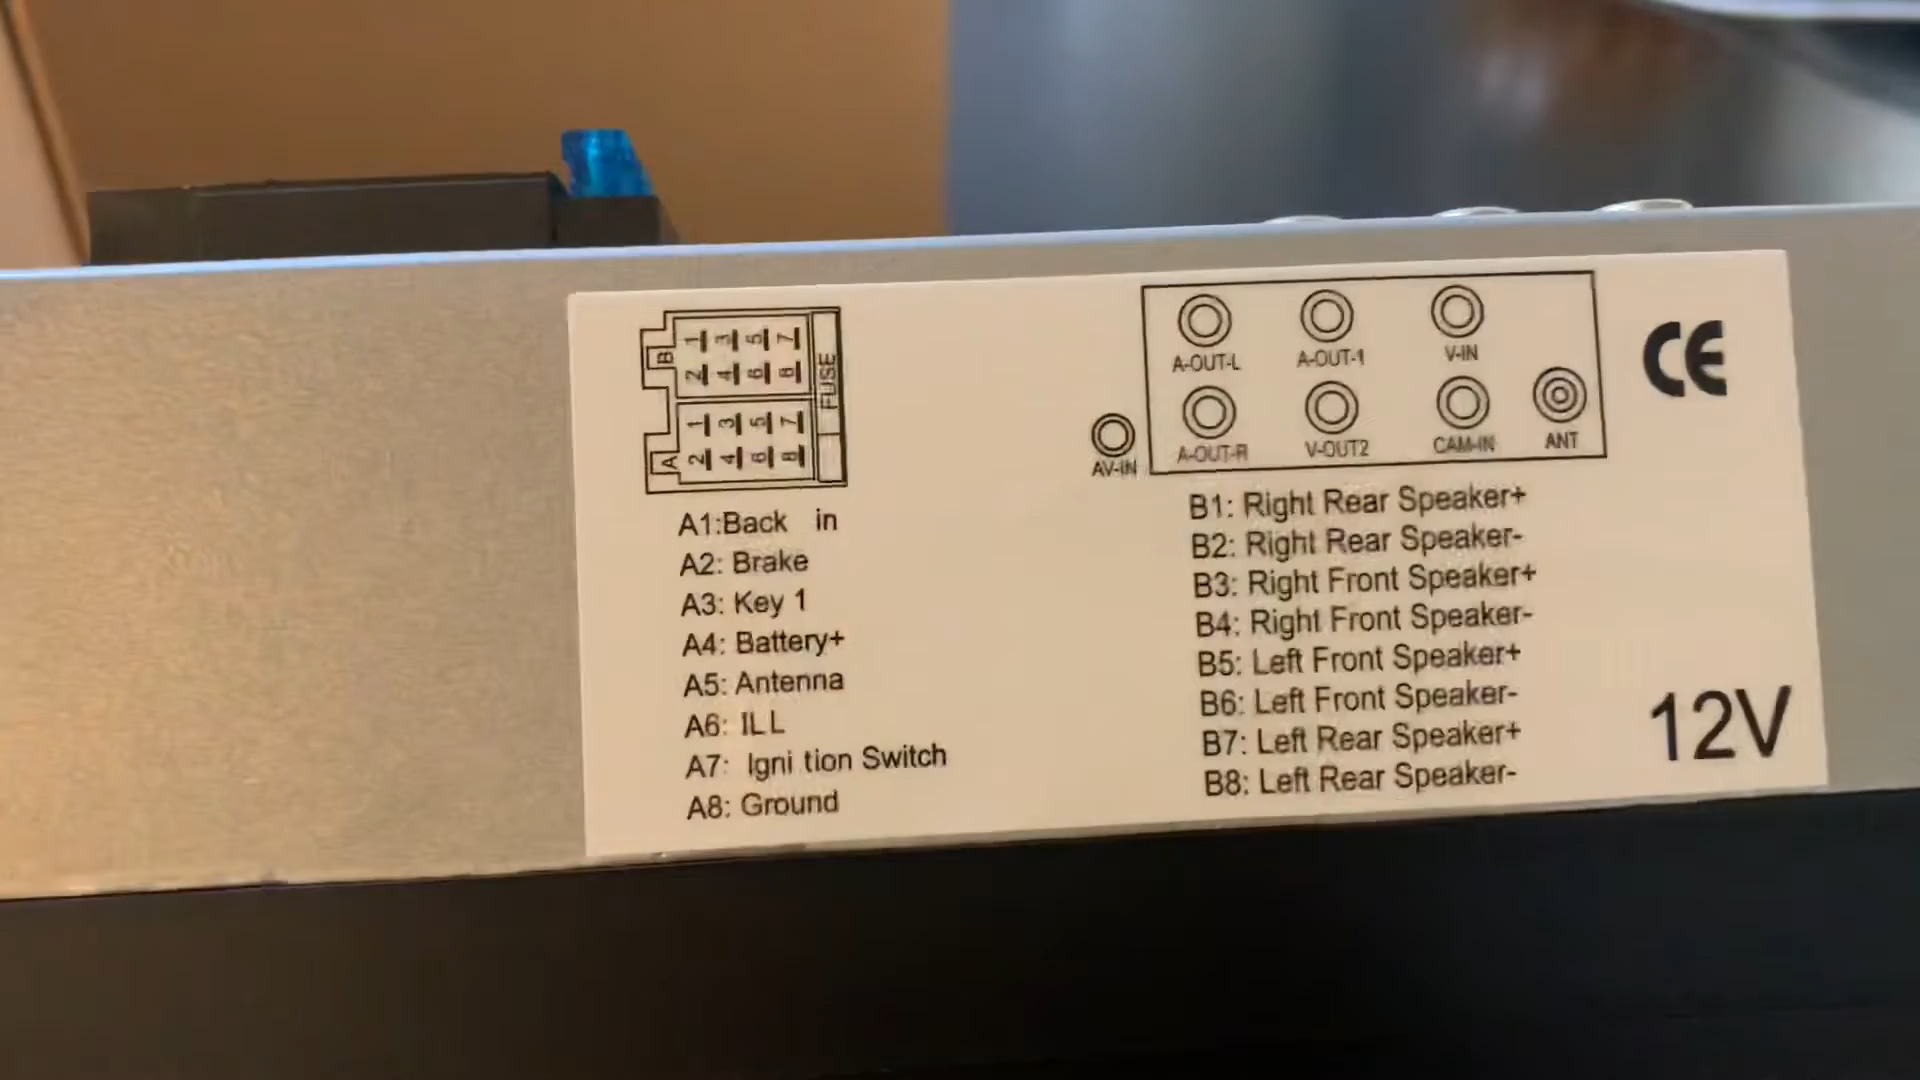 B
1 3 5 7
2 4 6 8
A
1 3 5 7
2 4 6 8
FUSE
A1:Back in
A2: Brake
A3: Key 1
A4: Battery+
A5: Antenna
A6: ILL
A7: Igni tion Switch
A8: Ground
A-OUT-L A-OUT-1 V-IN
AV-IN A-OUT-R V-OUT2 CAM-IN ANT
B1: Right Rear Speaker+
B2: Right Rear Speaker-
B3: Right Front Speaker+
B4: Right Front Speaker-
B5: Left Front Speaker+
B6: Left Front Speaker-
B7: Left Rear Speaker+
B8: Left Rear Speaker-
CE
12V